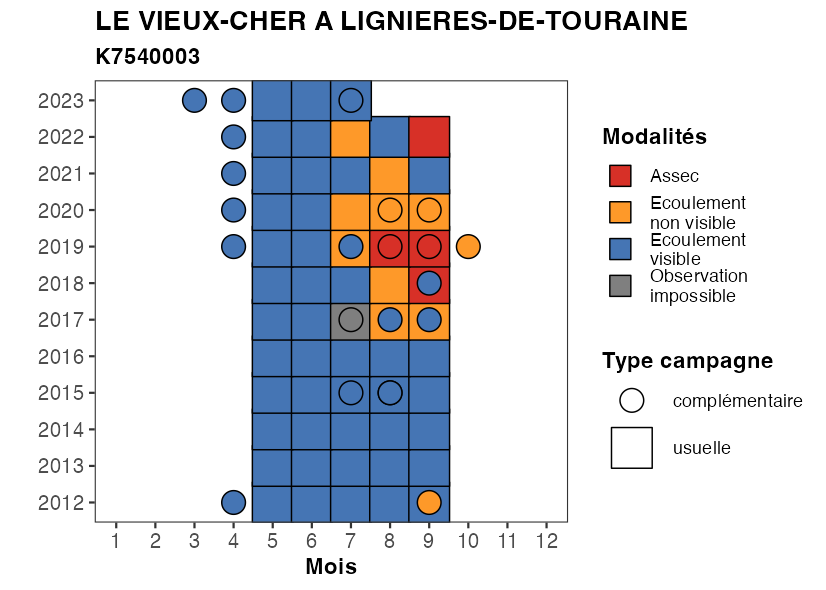 LE VIEUX-CHER A LIGNIERES-DE-TOURAINE
K7540003
2023
2022
2021
2020
2019
2018
2017
2016
2015
2014
2013
2012
1 2 3 4 5 6 7 8 9 10 11 12
Mois
Modalités
Assec
Ecoulement
non visible
Ecoulement
visible
Observation
impossible
Type campagne
complémentaire
usuelle